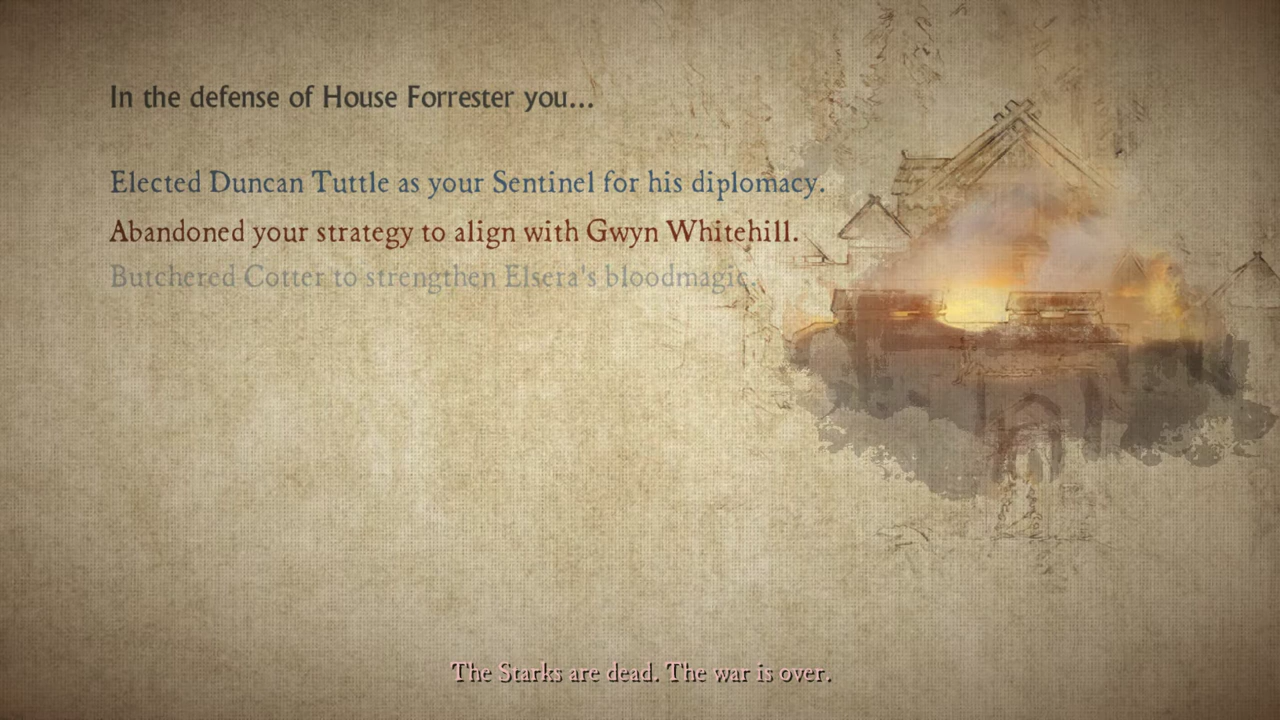 In the defense of House Forrester you...
Elected Duncan Tuttle as your Sentinel for his diplomacy.
Abandoned your strategy to align with Gwyn Whitehill.
Butchered Cotter to strengthen Elsera's bloodmagic.
The Starks are dead. The war is over.